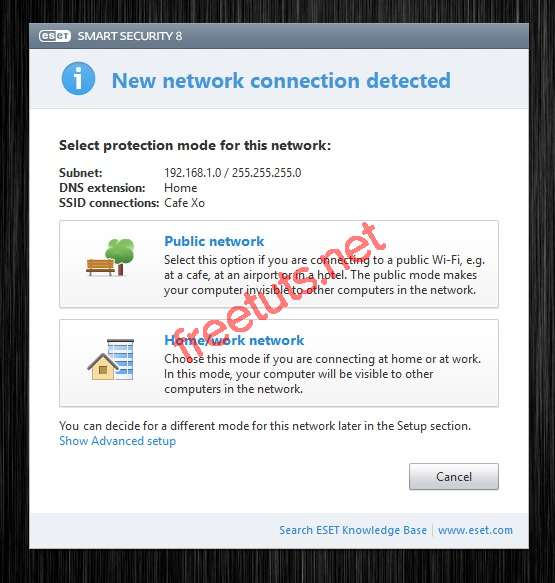 eset SMART SECURITY 8
New network connection detected
Select protection mode for this network:
Subnet: 192.168.1.0 / 255.255.255.0
DNS extension: Home
SSID connections: Cafe Xo
Public network
Select this option if you are connecting to a public Wi-Fi, e.g.
at a cafe, at an airport or in a hotel. The public mode makes
your computer invisible to other computers in the network.
Home/work network
Choose this mode if you are connecting at home or at work.
In this mode, your computer will be visible to other
computers in the network.
freetuts.net
You can decide for a different mode for this network later in the Setup section.
Show Advanced setup
Cancel
Search ESET Knowledge Base | www.eset.com